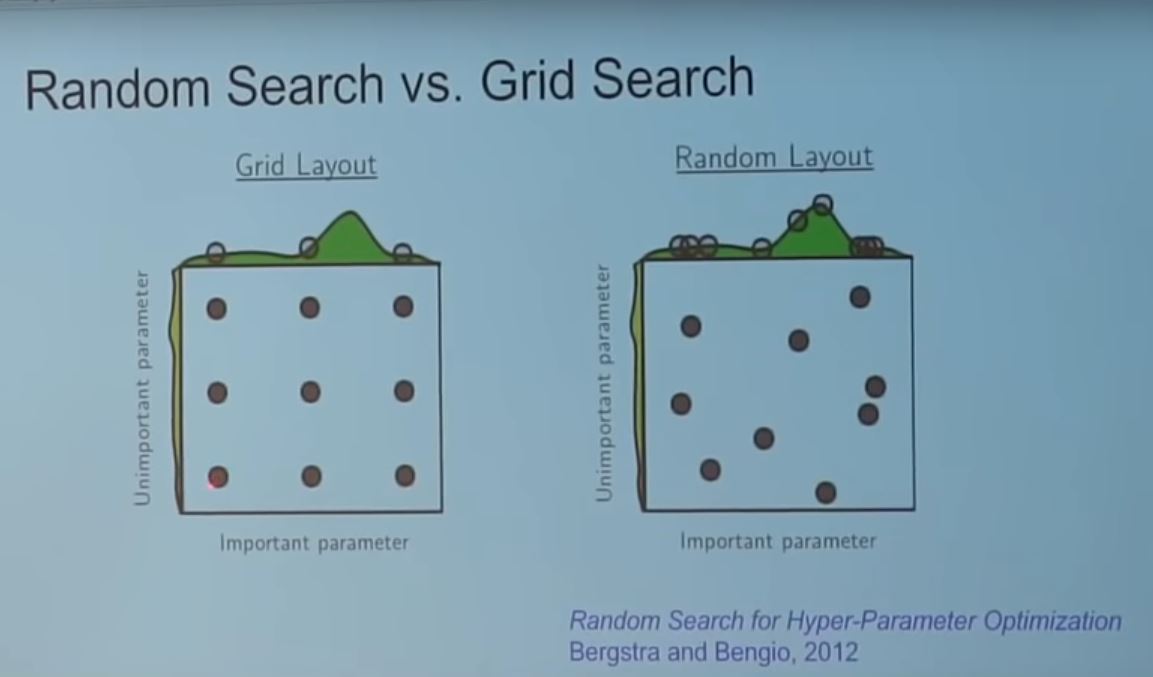 Random Search vs. Grid Search
Grid Layout
Unimportant parameter
Important parameter
Random Layout
Unimportant parameter
Important parameter
Random Search for Hyper-Parameter Optimization
Bergstra and Bengio, 2012